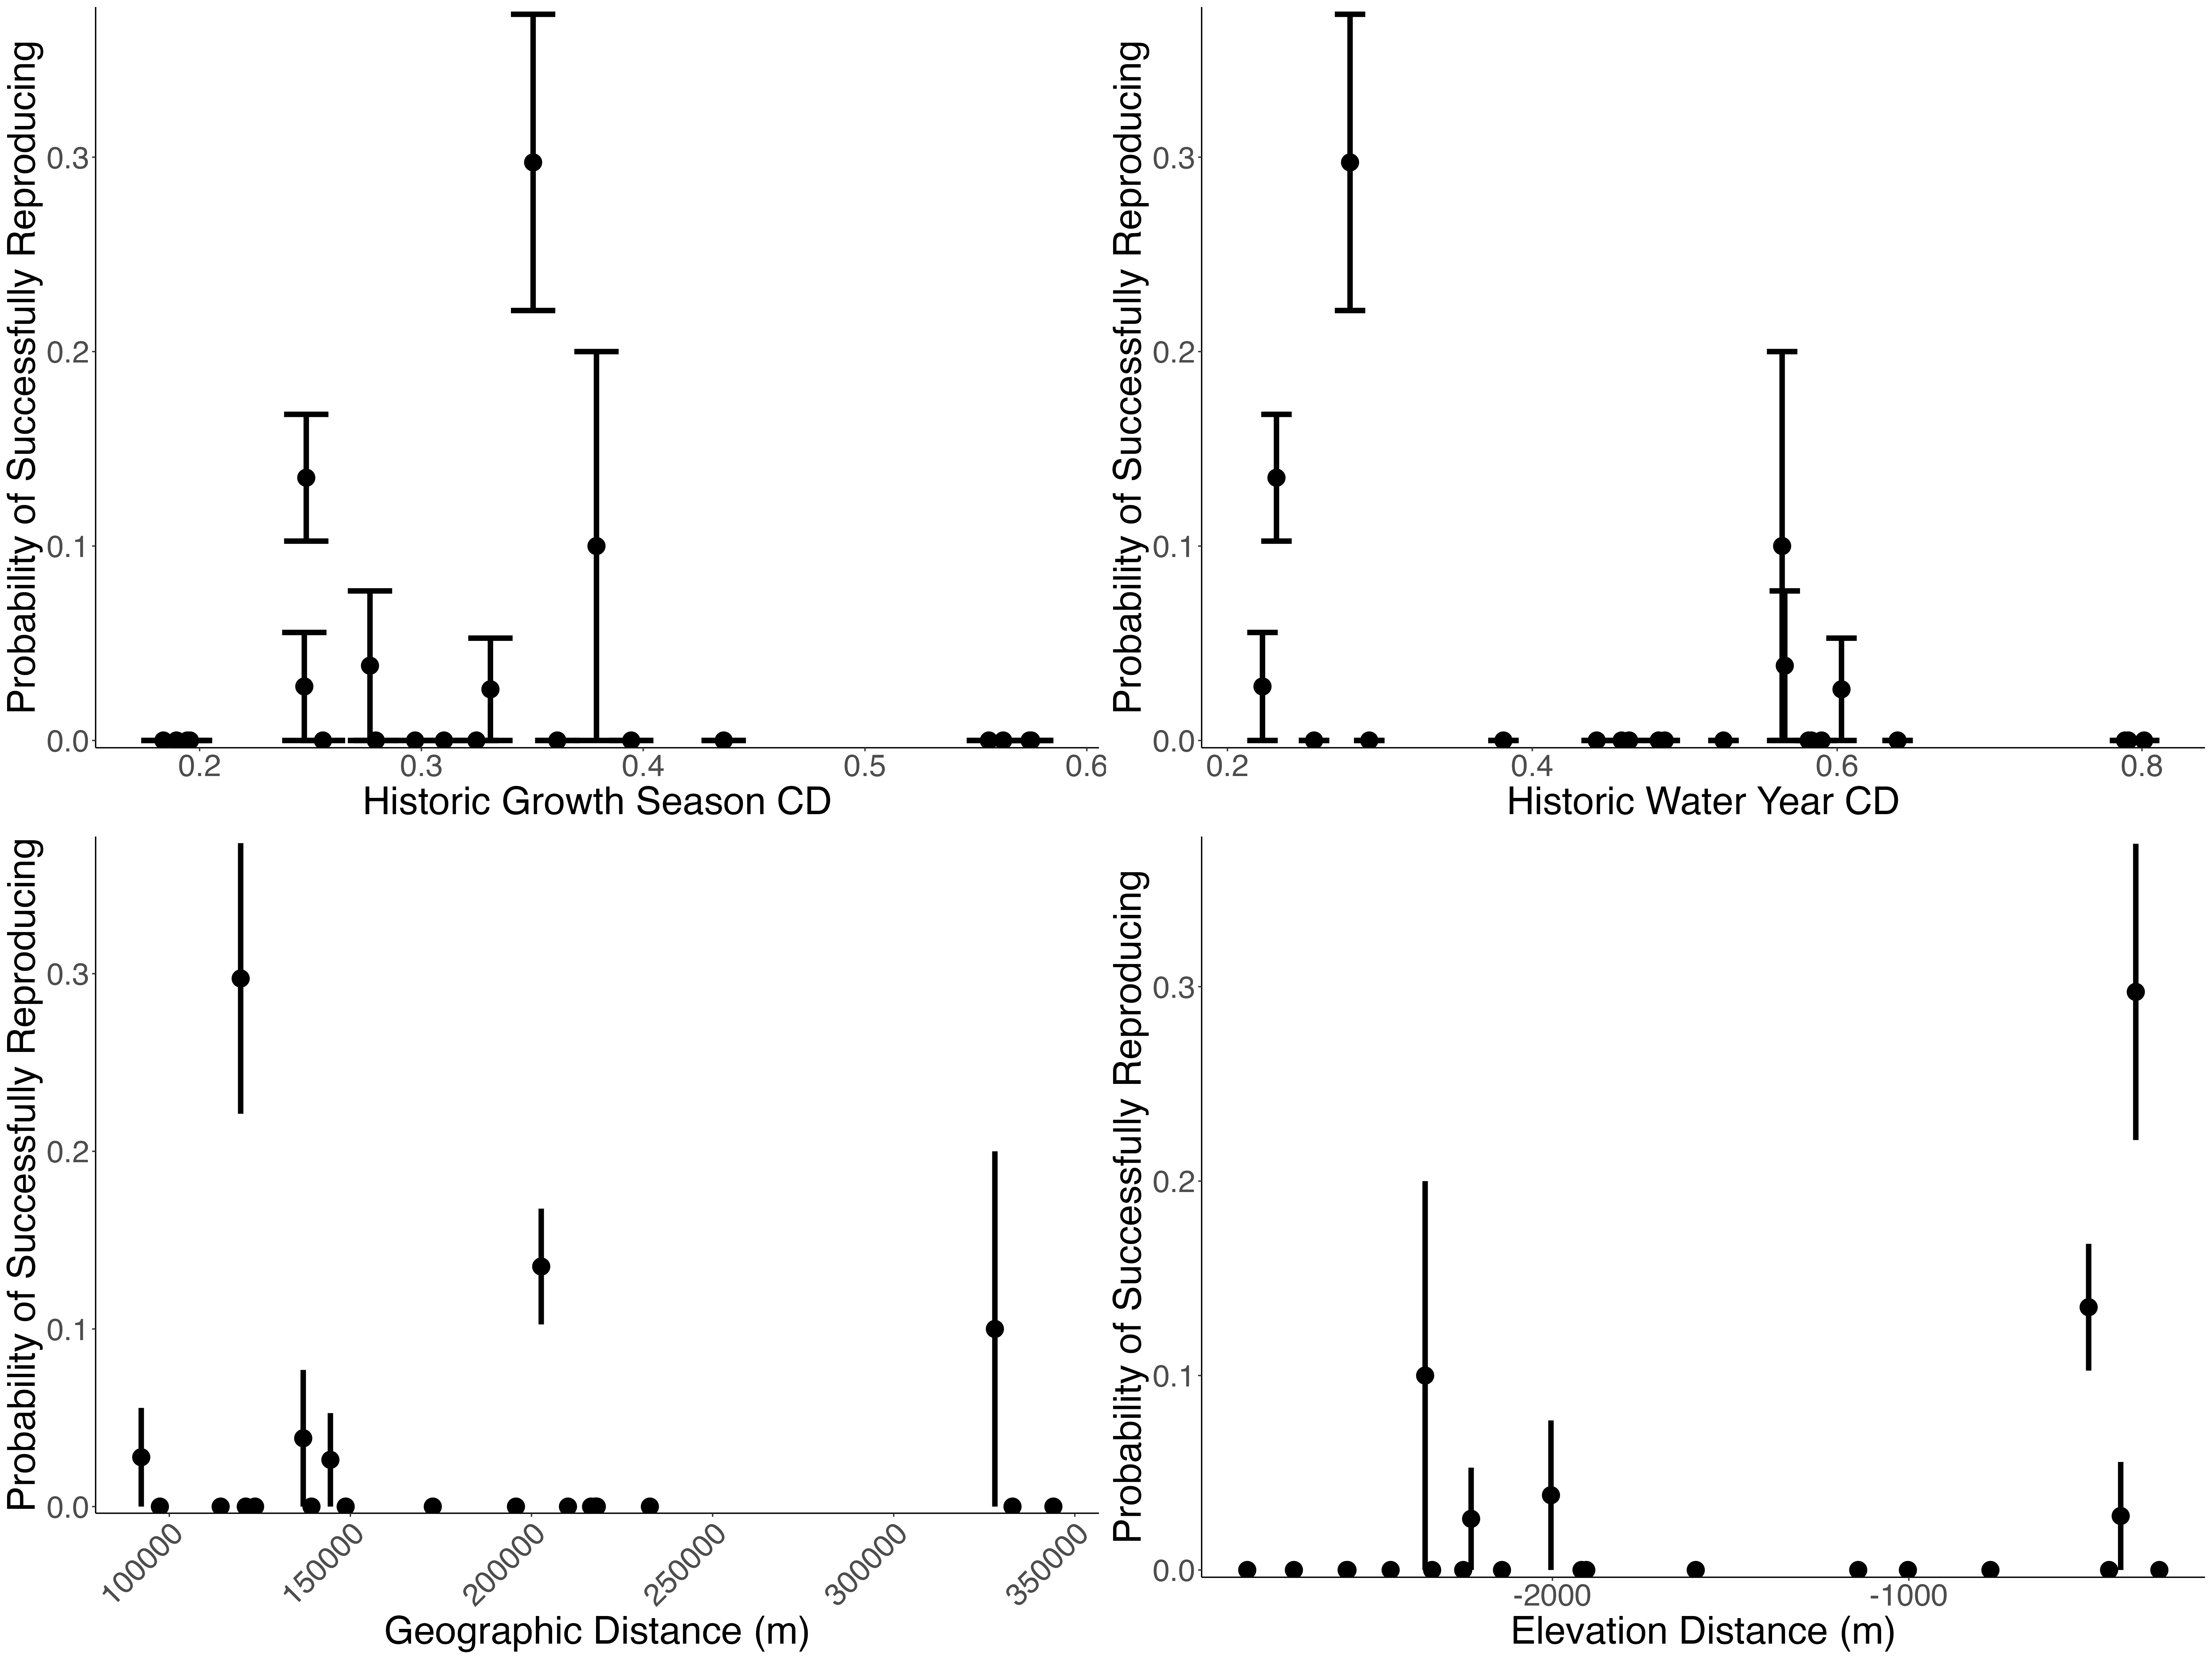 Probability of Successfully Reproducing
0.3
0.2
0.1
0.0
0.2 0.3 0.4 0.5 0.6
Historic Growth Season CD
Probability of Successfully Reproducing
0.3
0.2
0.1
0.0
0.2 0.4 0.6 0.8
Historic Water Year CD
Probability of Successfully Reproducing
0.3
0.2
0.1
0.0
100000 150000 200000 250000 300000 350000
Geographic Distance (m)
Probability of Successfully Reproducing
0.3
0.2
0.1
0.0
-2000 -1000
Elevation Distance (m)